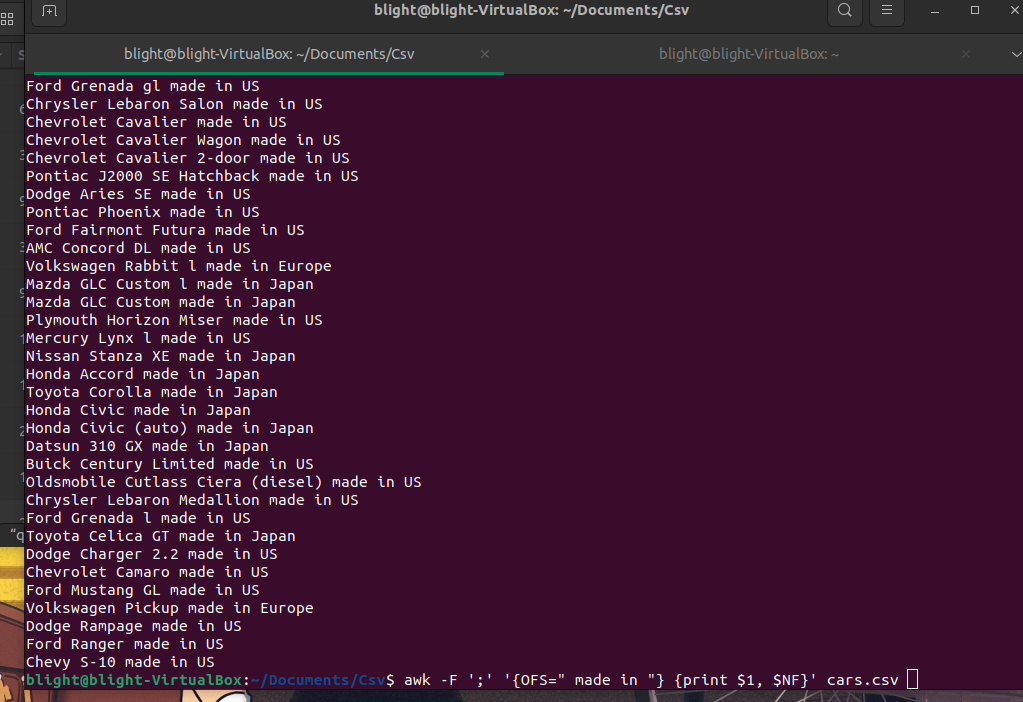 blight@blight-VirtualBox: ~/Documents/Csv
blight@blight-VirtualBox: ~/Documents/Csv
blight@blight-VirtualBox: ~
Ford Grenada gl made in US
Chrysler Lebaron Salon made in US
Chevrolet Cavalier made in US
Chevrolet Cavalier Wagon made in US
Chevrolet Cavalier 2-door made in US
Pontiac J2000 SE Hatchback made in US
Dodge Aries SE made in US
Pontiac Phoenix made in US
Ford Fairmont Futura made in US
AMC Concord DL made in US
Volkswagen Rabbit l made in Europe
Mazda GLC Custom l made in Japan
Mazda GLC Custom made in Japan
Plymouth Horizon Miser made in US
Mercury Lynx l made in US
Nissan Stanza XE made in Japan
Honda Accord made in Japan
Toyota Corolla made in Japan
Honda Civic made in Japan
Honda Civic (auto) made in Japan
Datsun 310 GX made in Japan
Buick Century Limited made in US
Oldsmobile Cutlass Ciera (diesel) made in US
Chrysler Lebaron Medallion made in US
Ford Grenada l made in US
Toyota Celica GT made in Japan
Dodge Charger 2.2 made in US
Chevrolet Camaro made in US
Ford Mustang GL made in US
Volkswagen Pickup made in Europe
Dodge Rampage made in US
Ford Ranger made in US
Chevy S-10 made in US
blight@blight-VirtualBox:~/Documents/Csv$ awk -F ';' '{OFS=" made in "} {print $1, $NF}' cars.csv